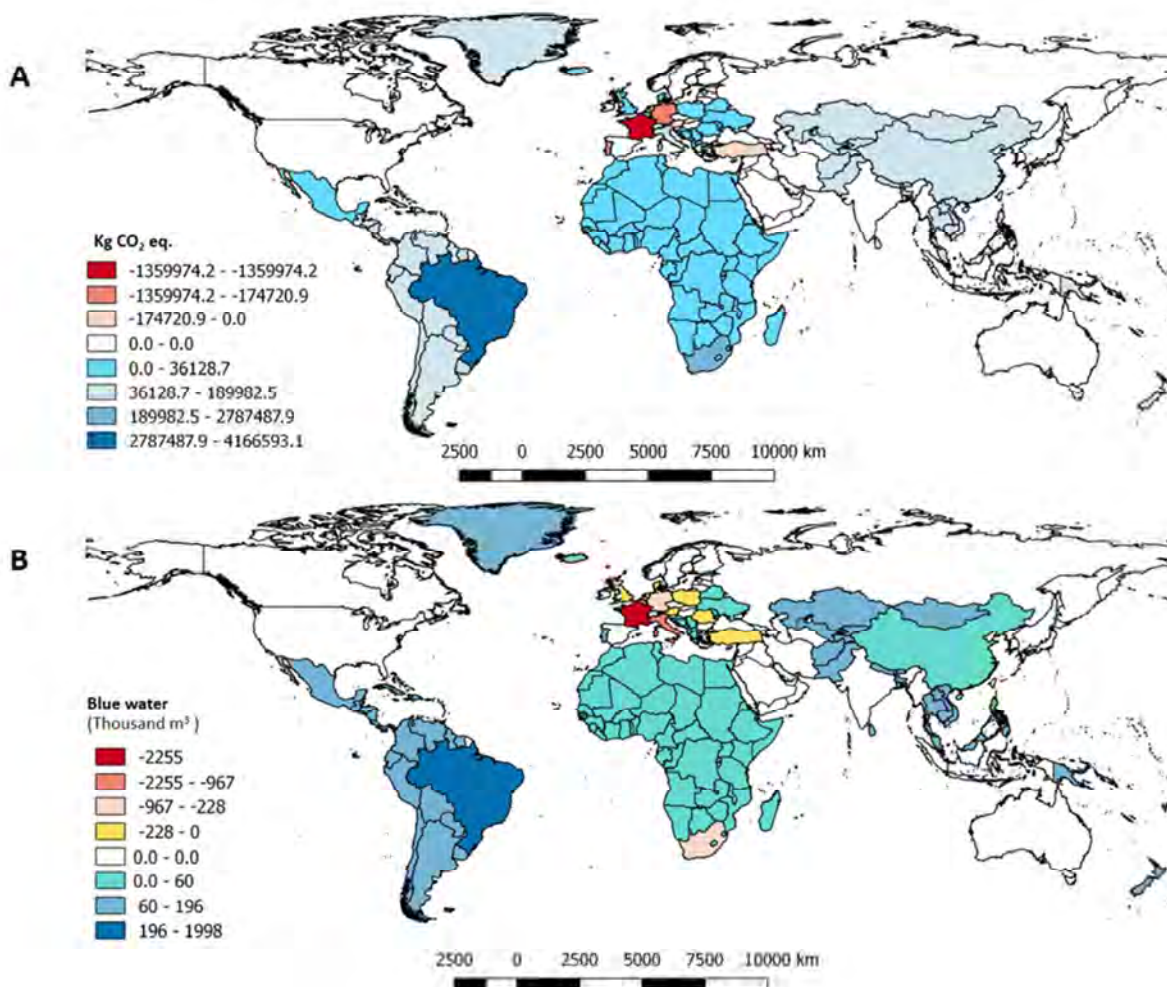 A
Kg CO₂ eq.
-1359974.2 - -1359974.2
-1359974.2 - -174720.9
-174720.9 - 0.0
0.0 - 0.0
0.0 - 36128.7
36128.7 - 189982.5
189982.5 - 2787487.9
2787487.9 - 4166593.1
2500 0 2500 5000 7500 10000 km
B
Blue water
(Thousand m³ )
-2255
-2255 - -967
-967 - -228
-228 - 0
0.0 - 0.0
0.0 - 60
60 - 196
196 - 1998
2500 0 2500 5000 7500 10000 km